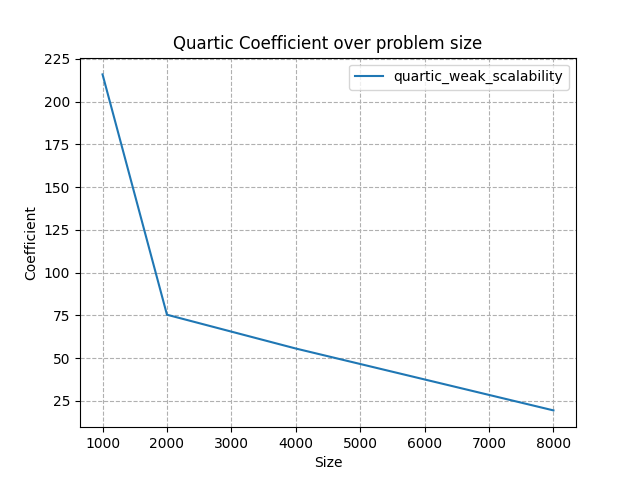 Quartic Coefficient over problem size
quartic_weak_scalability
Coefficient
225
200
175
150
125
100
75
50
25
1000 2000 3000 4000 5000 6000 7000 8000
Size